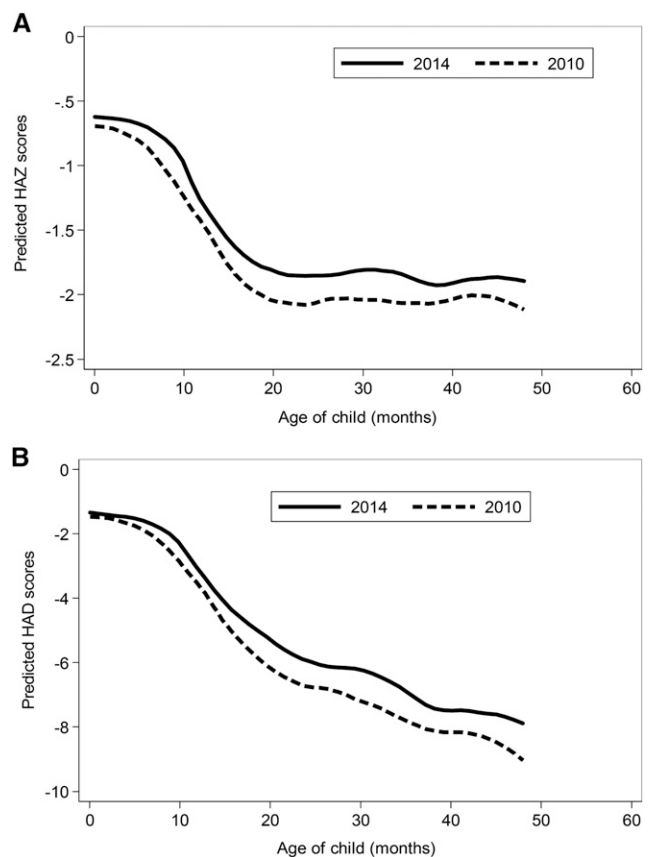 A
0
-.5
-1
-1.5
-2
-2.5
Predicted HAZ scores
2014 2010
0 10 20 30 40 50 60
Age of child (months)
B
0
-2
-4
-6
-8
-10
Predicted HAD scores
2014 2010
0 10 20 30 40 50 60
Age of child (months)